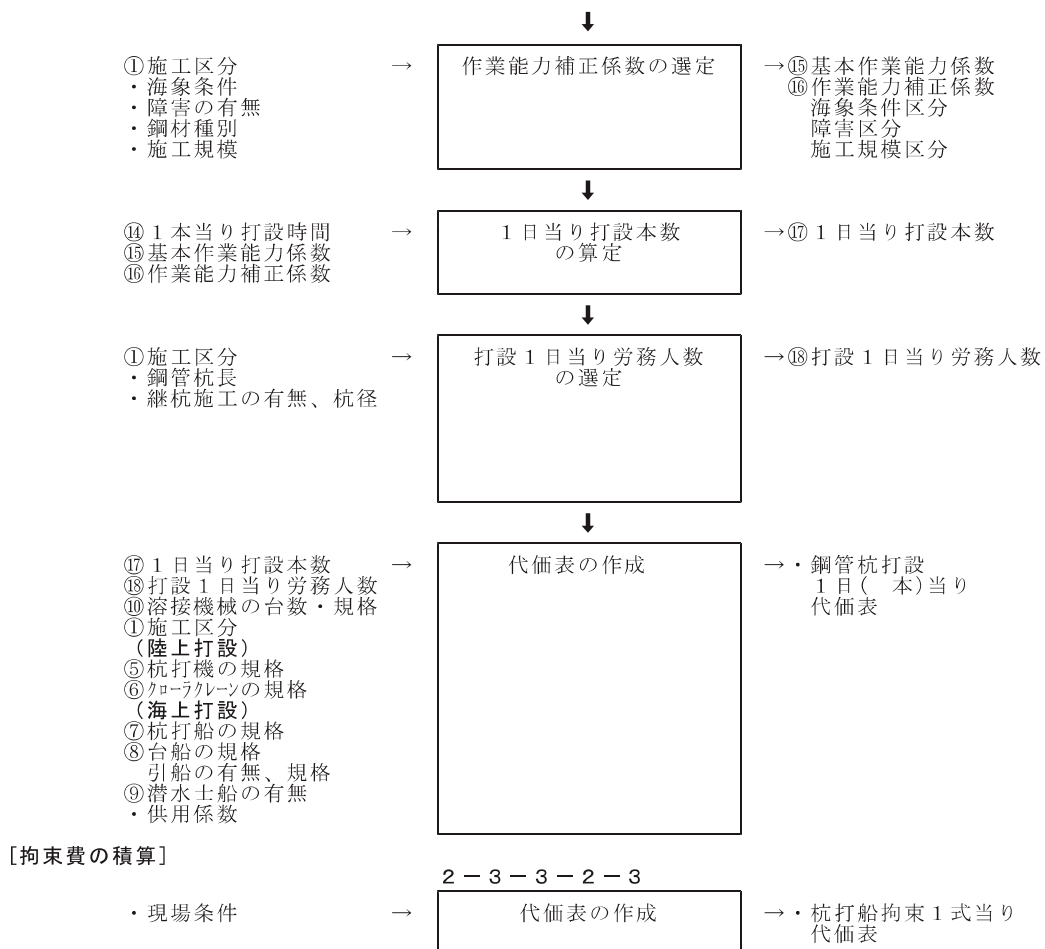 ↓
①施工区分 → 作業能力補正係数の選定 →⑮基本作業能力係数
・海象条件 ⑯作業能力補正係数
・障害の有無 海象条件区分
・鋼材種別 障害区分
・施工規模 施工規模区分
↓
⑭１本当り打設時間 → １日当り打設本数 →⑰１日当り打設本数
⑮基本作業能力係数 の算定
⑯作業能力補正係数
↓
①施工区分 → 打設１日当り労務人数 →⑱打設１日当り労務人数
・鋼管杭長 の選定
・継杭施工の有無、杭径
↓
⑰１日当り打設本数 → 代価表の作成 →・鋼管杭打設
⑱打設１日当り労務人数 １日(　本)当り
⑩溶接機械の台数・規格 代価表
①施工区分
（陸上打設）
⑤杭打機の規格
⑥ｸﾛｰﾗｸﾚｰﾝの規格
（海上打設）
⑦杭打船の規格
⑧台船の規格
引船の有無、規格
⑨潜水士船の有無
・供用係数
［拘束費の積算］
２－３－３－２－３
・現場条件 → 代価表の作成 →・杭打船拘束１式当り
代価表